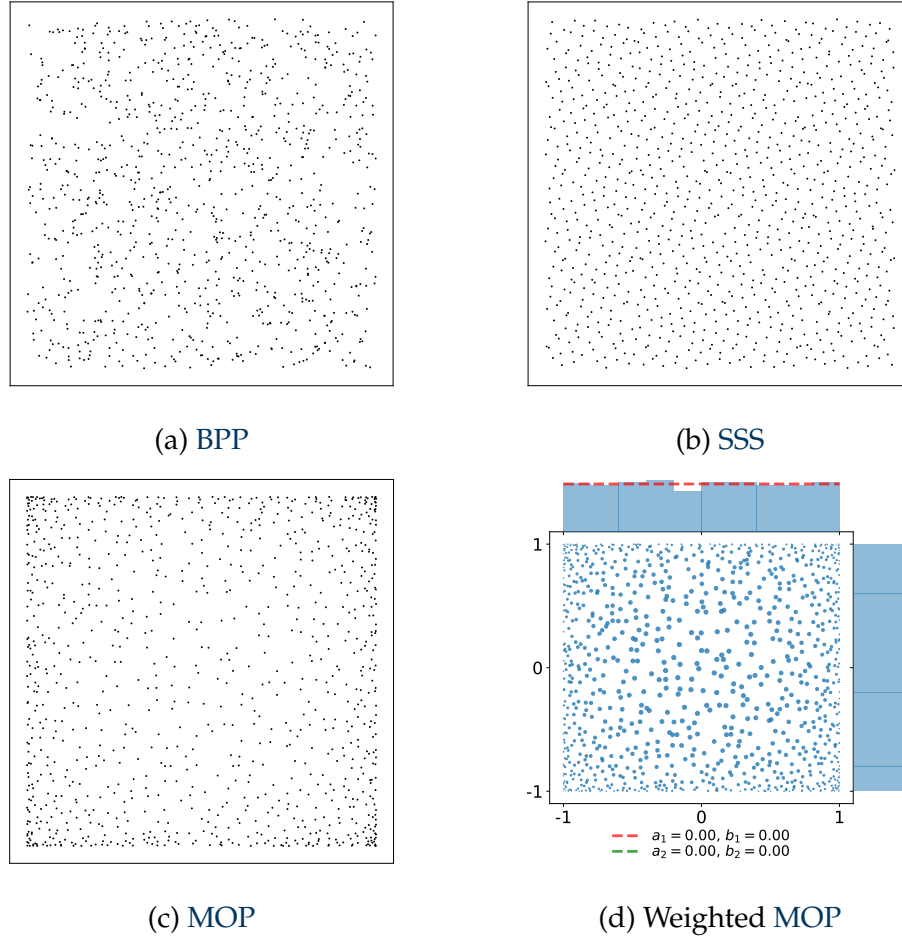 (a) BPP
(b) SSS
1
0
-1
-1
0
1
a₁ = 0.00, b₁ = 0.00
a₂ = 0.00, b₂ = 0.00
(c) MOP
(d) Weighted MOP